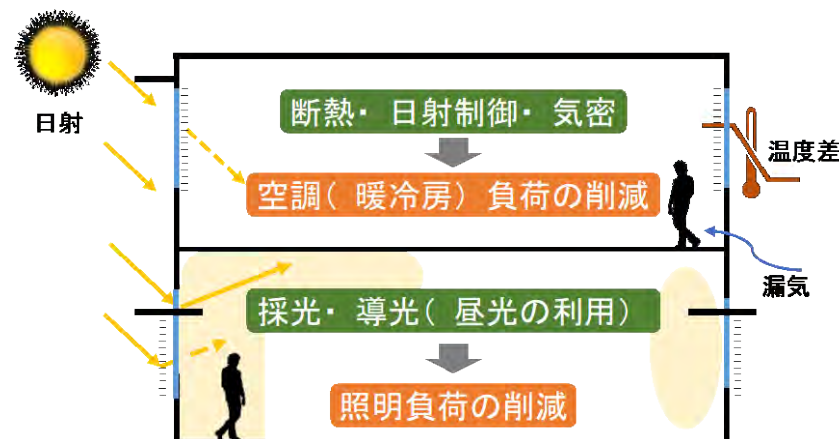 日射
断熱・日射制御・気密
温度差
空調(暖冷房)負荷の削減
漏気
採光・導光(昼光の利用)
照明負荷の削減